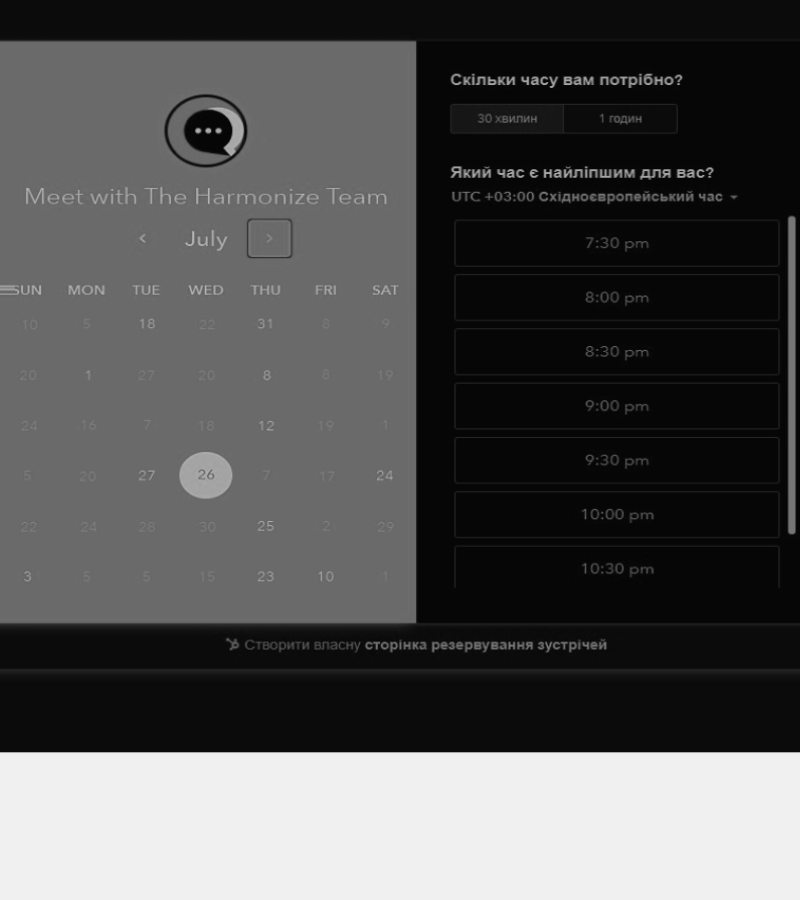 Meet with The Harmonize Team
July
SUN MON TUE WED THU FRI SAT
10 5 18 22 31 8 9
20 1 27 20 8 8 19
24 16 7 18 12 19 1
5 20 27 26 7 17 24
22 24 28 30 25 2 29
3 5 5 15 23 10 1
Скільки часу вам потрібно?
30 хвилин 1 годин
Який час є найліпшим для вас?
UTC +03:00 Східноєвропейський час
7:30 pm
8:00 pm
8:30 pm
9:00 pm
9:30 pm
10:00 pm
10:30 pm
Створити власну сторінка резервування зустрічей